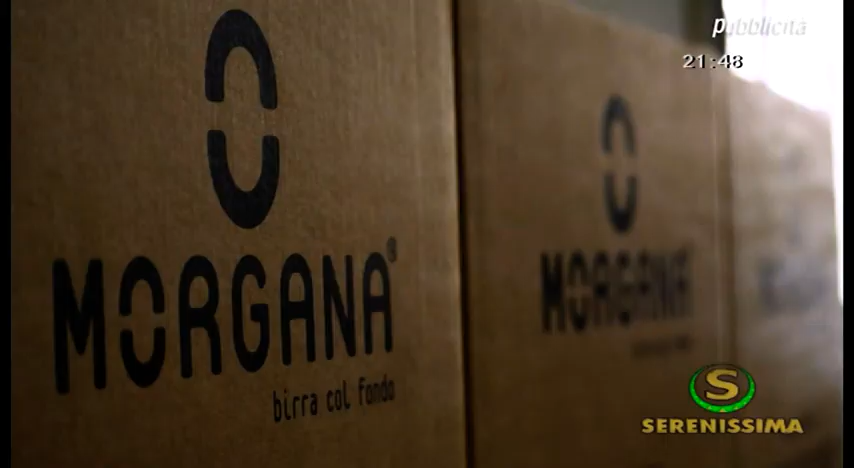 pubblicità
21:48
MORGANA®
birra col fondo
MORGANA
S
SERENISSIMA